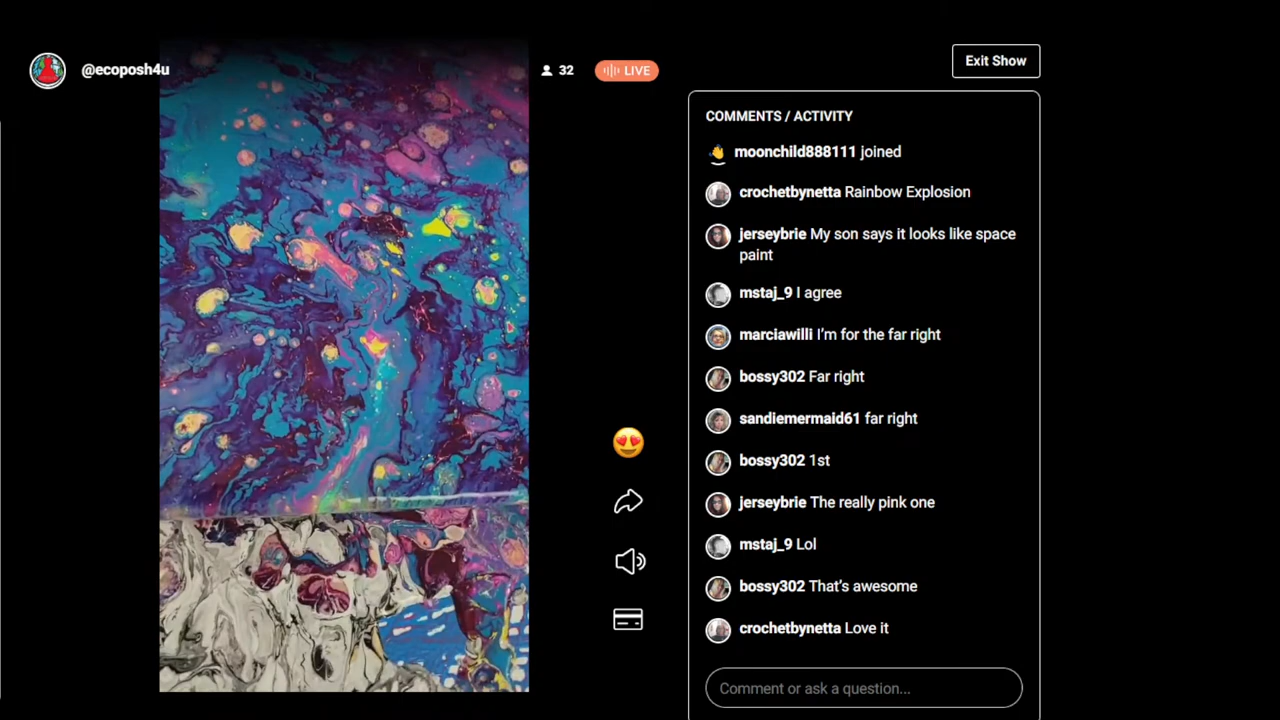 @ecoposh4u
32
LIVE
Exit Show
COMMENTS / ACTIVITY
moonchild888111 joined
crochetbynetta Rainbow Explosion
jerseybrie My son says it looks like space
paint
mstaj_9 I agree
marciawilli I'm for the far right
bossy302 Far right
sandiemermaid61 far right
bossy302 1st
jerseybrie The really pink one
mstaj_9 Lol
bossy302 That's awesome
crochetbynetta Love it
Comment or ask a question...